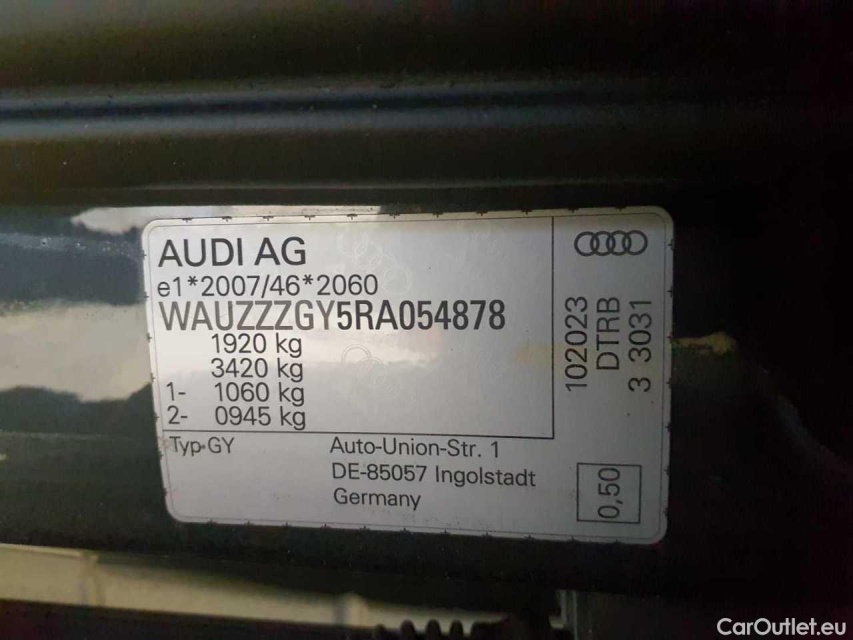 AUDI AG
e1*2007/46*2060
WAUZZZGY5RA054878
1920 kg
3420 kg
1- 1060 kg
2- 0945 kg
Typ-GY
Auto-Union-Str. 1
DE-85057 Ingolstadt
Germany
102023
DTRB
3 3031
0,50
CarOutlet.eu